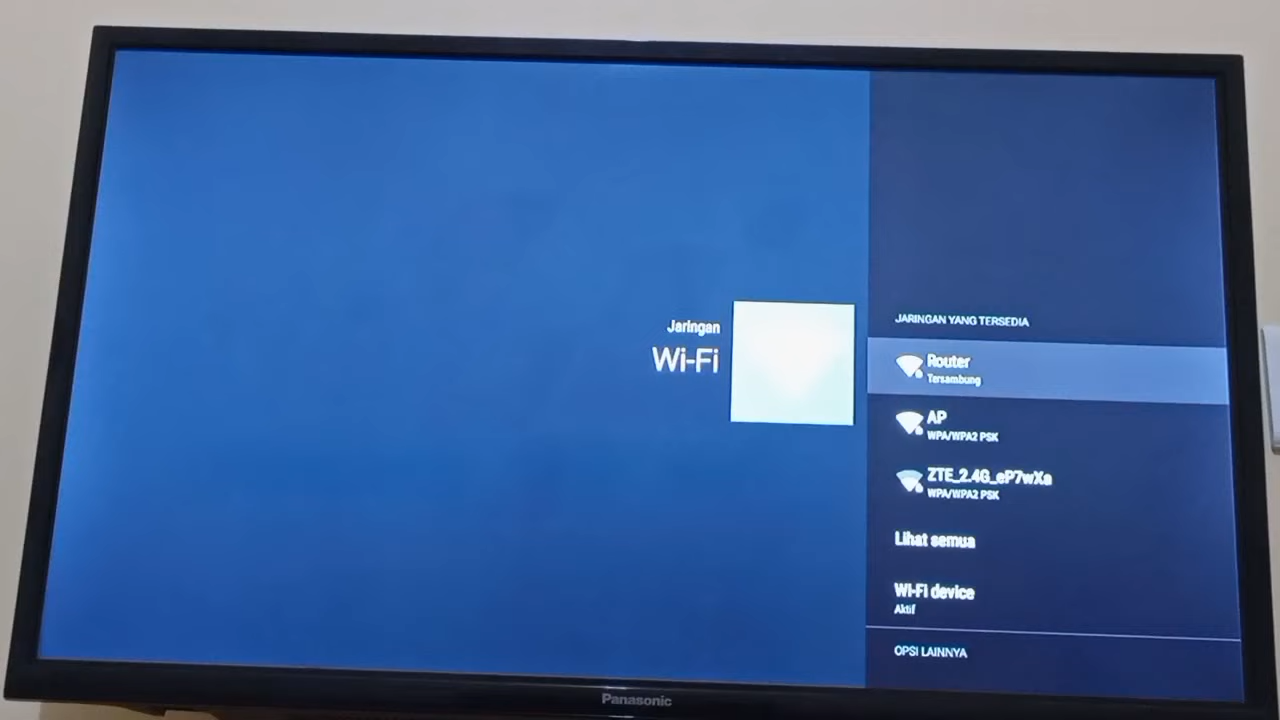 Jaringan
Wi-Fi
JARINGAN YANG TERSEDIA
Router
Tersambung
AP
WPA/WPA2 PSK
ZTE_2.4G_eP7wXa
WPA/WPA2 PSK
Lihat semua
Wi-Fi device
Aktif
OPSI LAINNYA
Panasonic